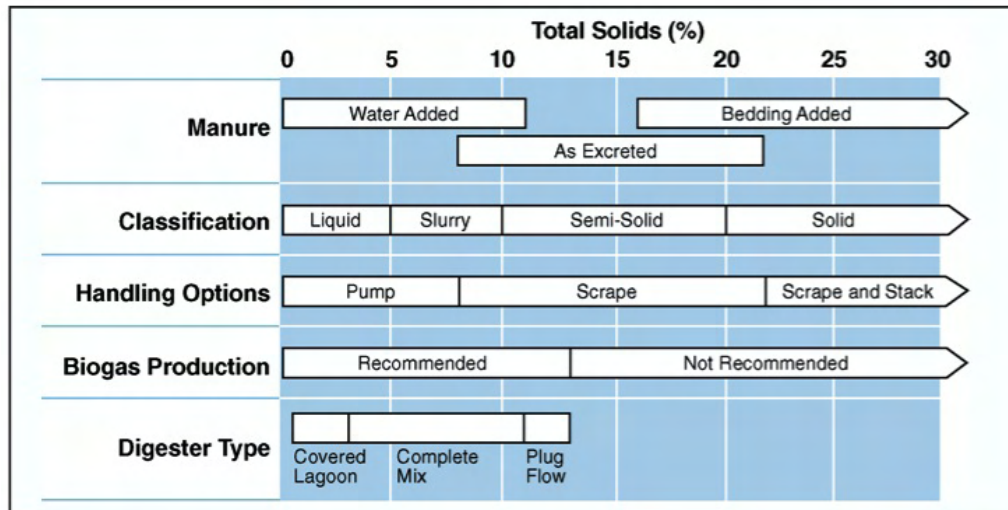 Total Solids (%)
0 5 10 15 20 25 30
Manure
Water Added
Bedding Added
As Excreted
Classification
Liquid
Slurry
Semi-Solid
Solid
Handling Options
Pump
Scrape
Scrape and Stack
Biogas Production
Recommended
Not Recommended
Digester Type
Covered
Lagoon
Complete
Mix
Plug
Flow